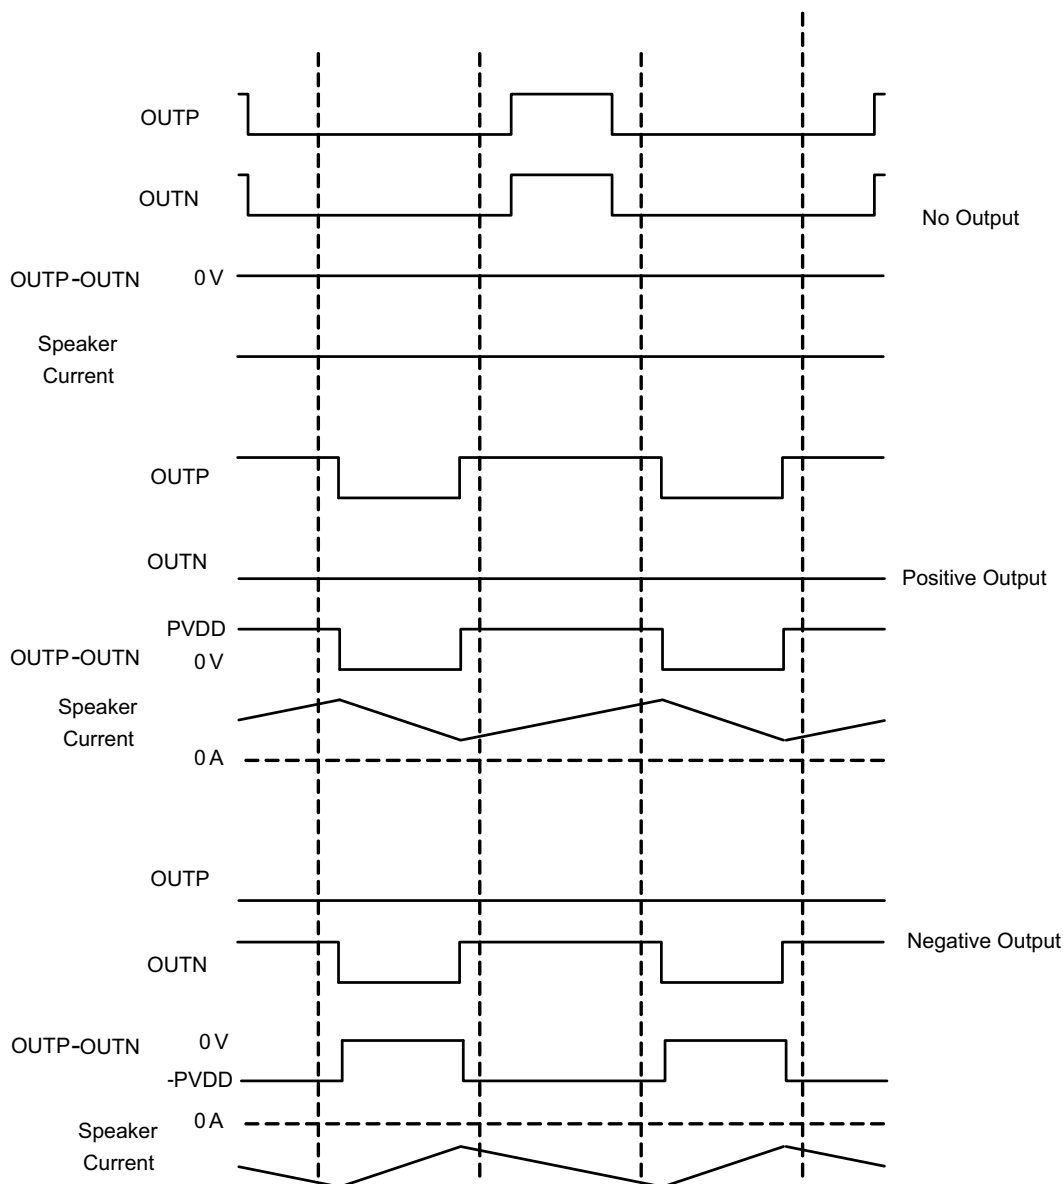 OUTP
OUTN
No Output
OUTP-OUTN 0 V
Speaker
Current
OUTP
OUTN
Positive Output
PVDD
OUTP-OUTN 0 V
Speaker
Current
0 A
OUTP
OUTN
Negative Output
OUTP-OUTN 0 V
-PVDD
0 A
Speaker
Current